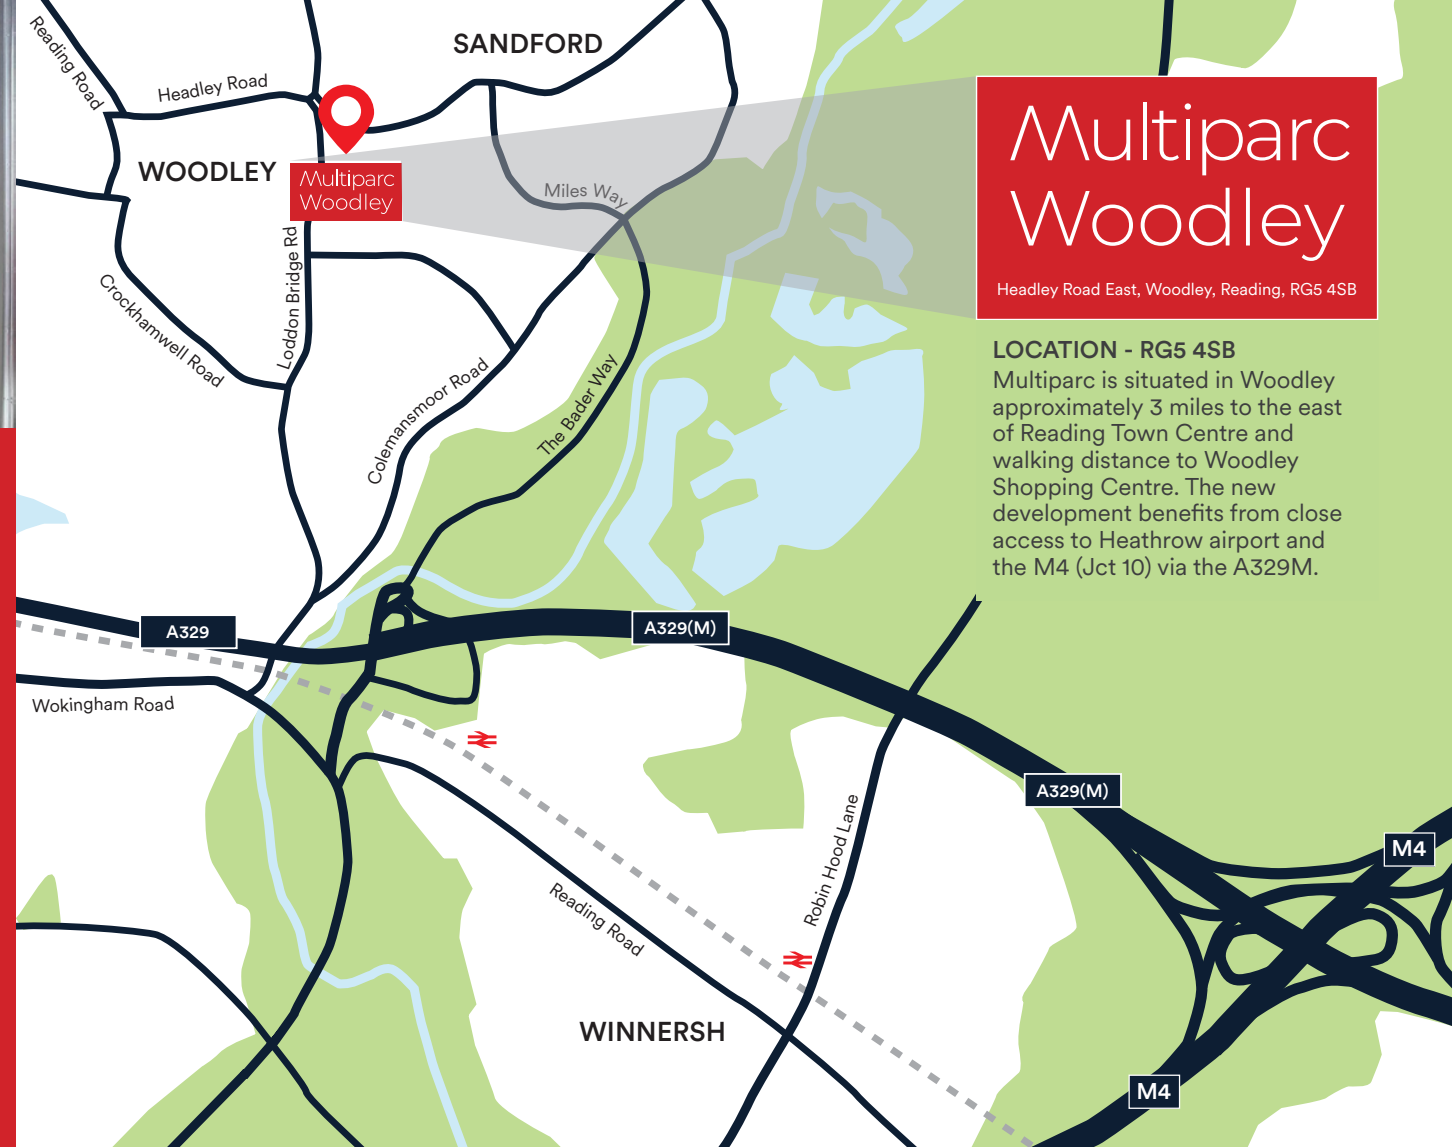 Reading Road
Headley Road
SANDFORD
WOODLEY
Multiparc
Woodley
Miles Way
Multiparc
Woodley
Headley Road East, Woodley, Reading, RG5 4SB
Crockhamwell Road
Loddon Bridge Rd
Colemansmoor Road
The Bader Way
LOCATION - RG5 4SB
Multiparc is situated in Woodley
approximately 3 miles to the east
of Reading Town Centre and
walking distance to Woodley
Shopping Centre. The new
development benefits from close
access to Heathrow airport and
the M4 (Jct 10) via the A329M.
A329
A329(M)
Wokingham Road
A329(M)
M4
Robin Hood Lane
Reading Road
WINNERSH
M4